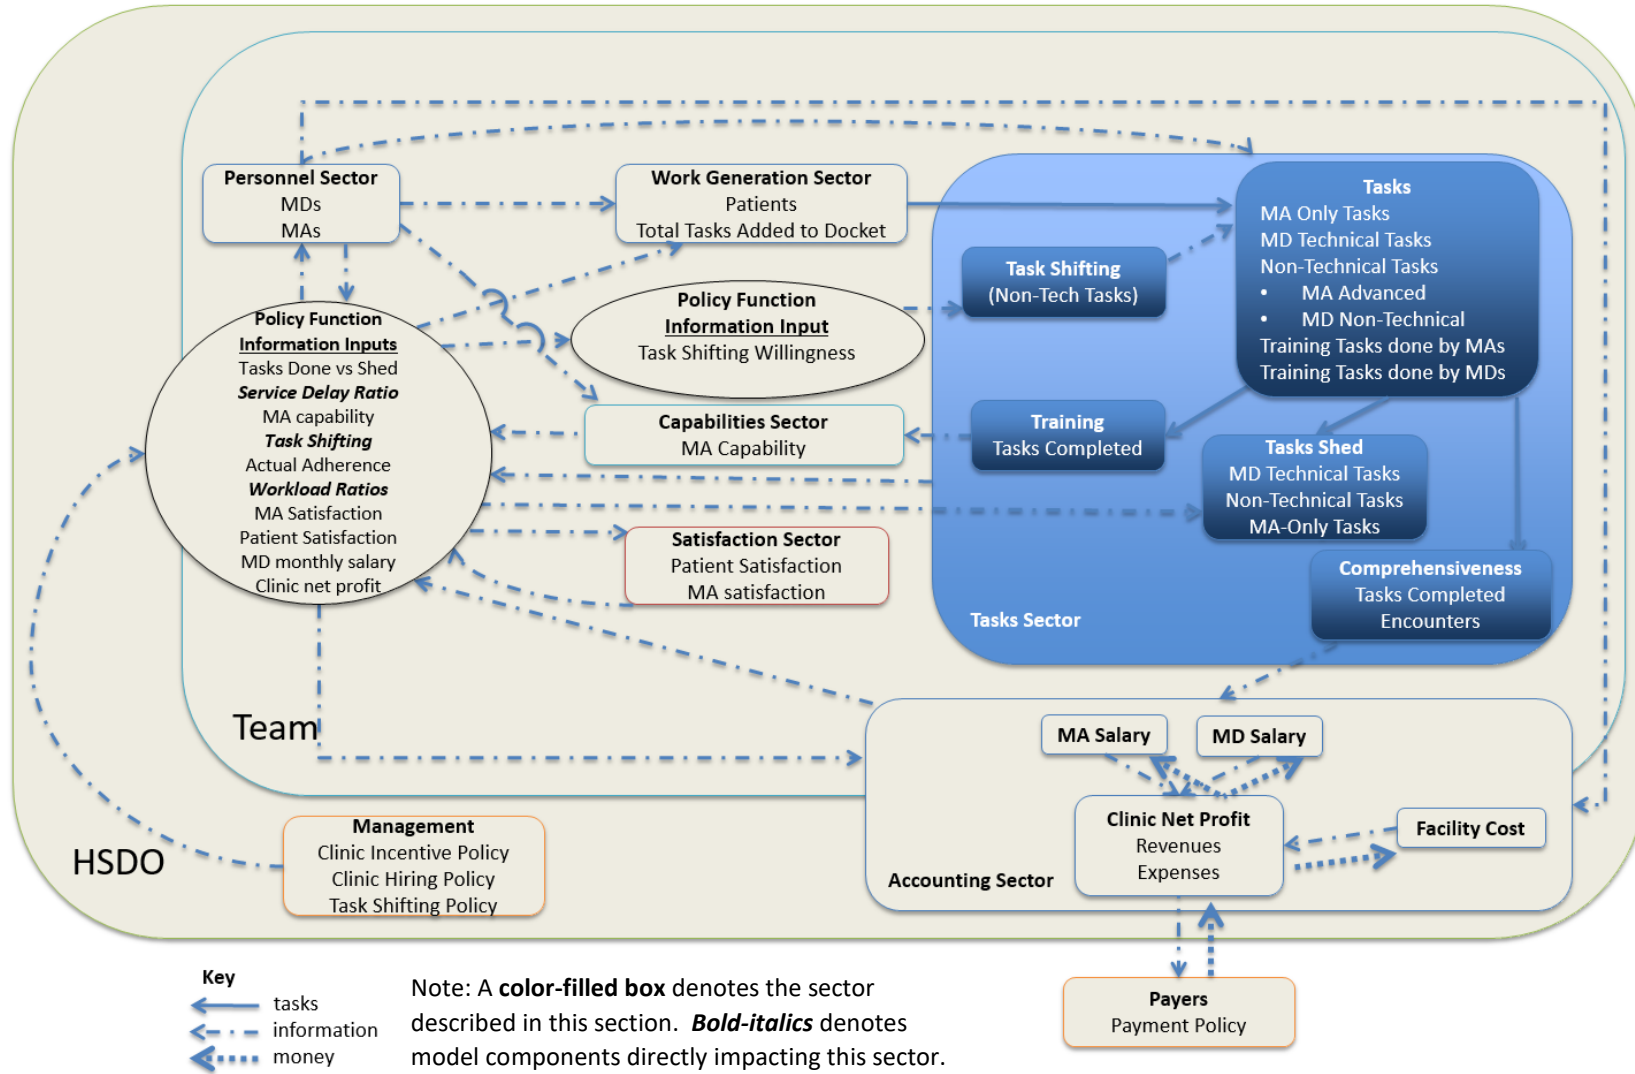 Personnel Sector
MDs
MAs
Work Generation Sector
Patients
Total Tasks Added to Docket
Tasks
MA Only Tasks
MD Technical Tasks
Non-Technical Tasks
• MA Advanced
• MD Non-Technical
Training Tasks done by MAs
Training Tasks done by MDs
Task Shifting
(Non-Tech Tasks)
Policy Function
Information Input
Task Shifting Willingness
Policy Function
Information Inputs
Tasks Done vs Shed
Service Delay Ratio
MA capability
Task Shifting
Actual Adherence
Workload Ratios
MA Satisfaction
Patient Satisfaction
MD monthly salary
Clinic net profit
Capabilities Sector
MA Capability
Training
Tasks Completed
Tasks Shed
MD Technical Tasks
Non-Technical Tasks
MA-Only Tasks
Satisfaction Sector
Patient Satisfaction
MA satisfaction
Comprehensiveness
Tasks Completed
Encounters
Tasks Sector
Team
MA Salary
MD Salary
Clinic Net Profit
Revenues
Expenses
Facility Cost
Accounting Sector
HSDO
Management
Clinic Incentive Policy
Clinic Hiring Policy
Task Shifting Policy
Payers
Payment Policy
Key
tasks
information
money
Note: A color-filled box denotes the sector
described in this section. Bold-italics denotes
model components directly impacting this sector.